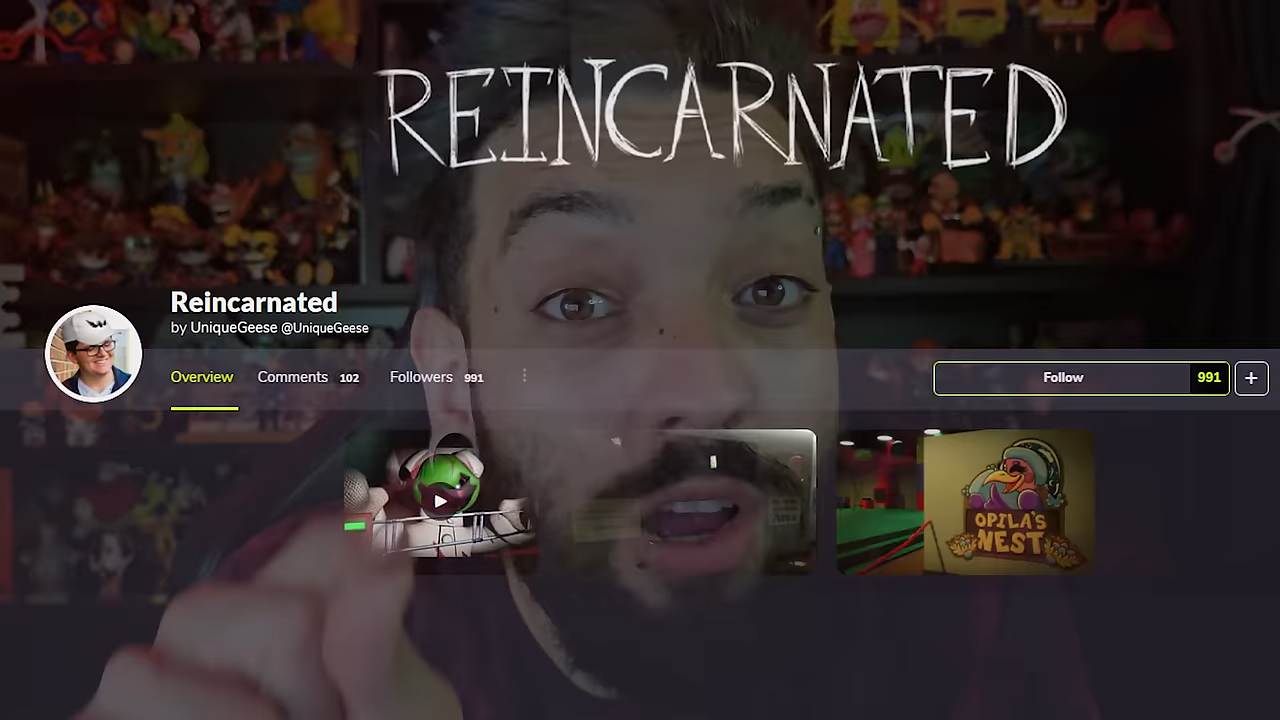 REINCARNATED
Reincarnated
by UniqueGeese @UniqueGeese
Overview Comments 102 Followers 991
Follow 991 +
OPILA'S
NEST